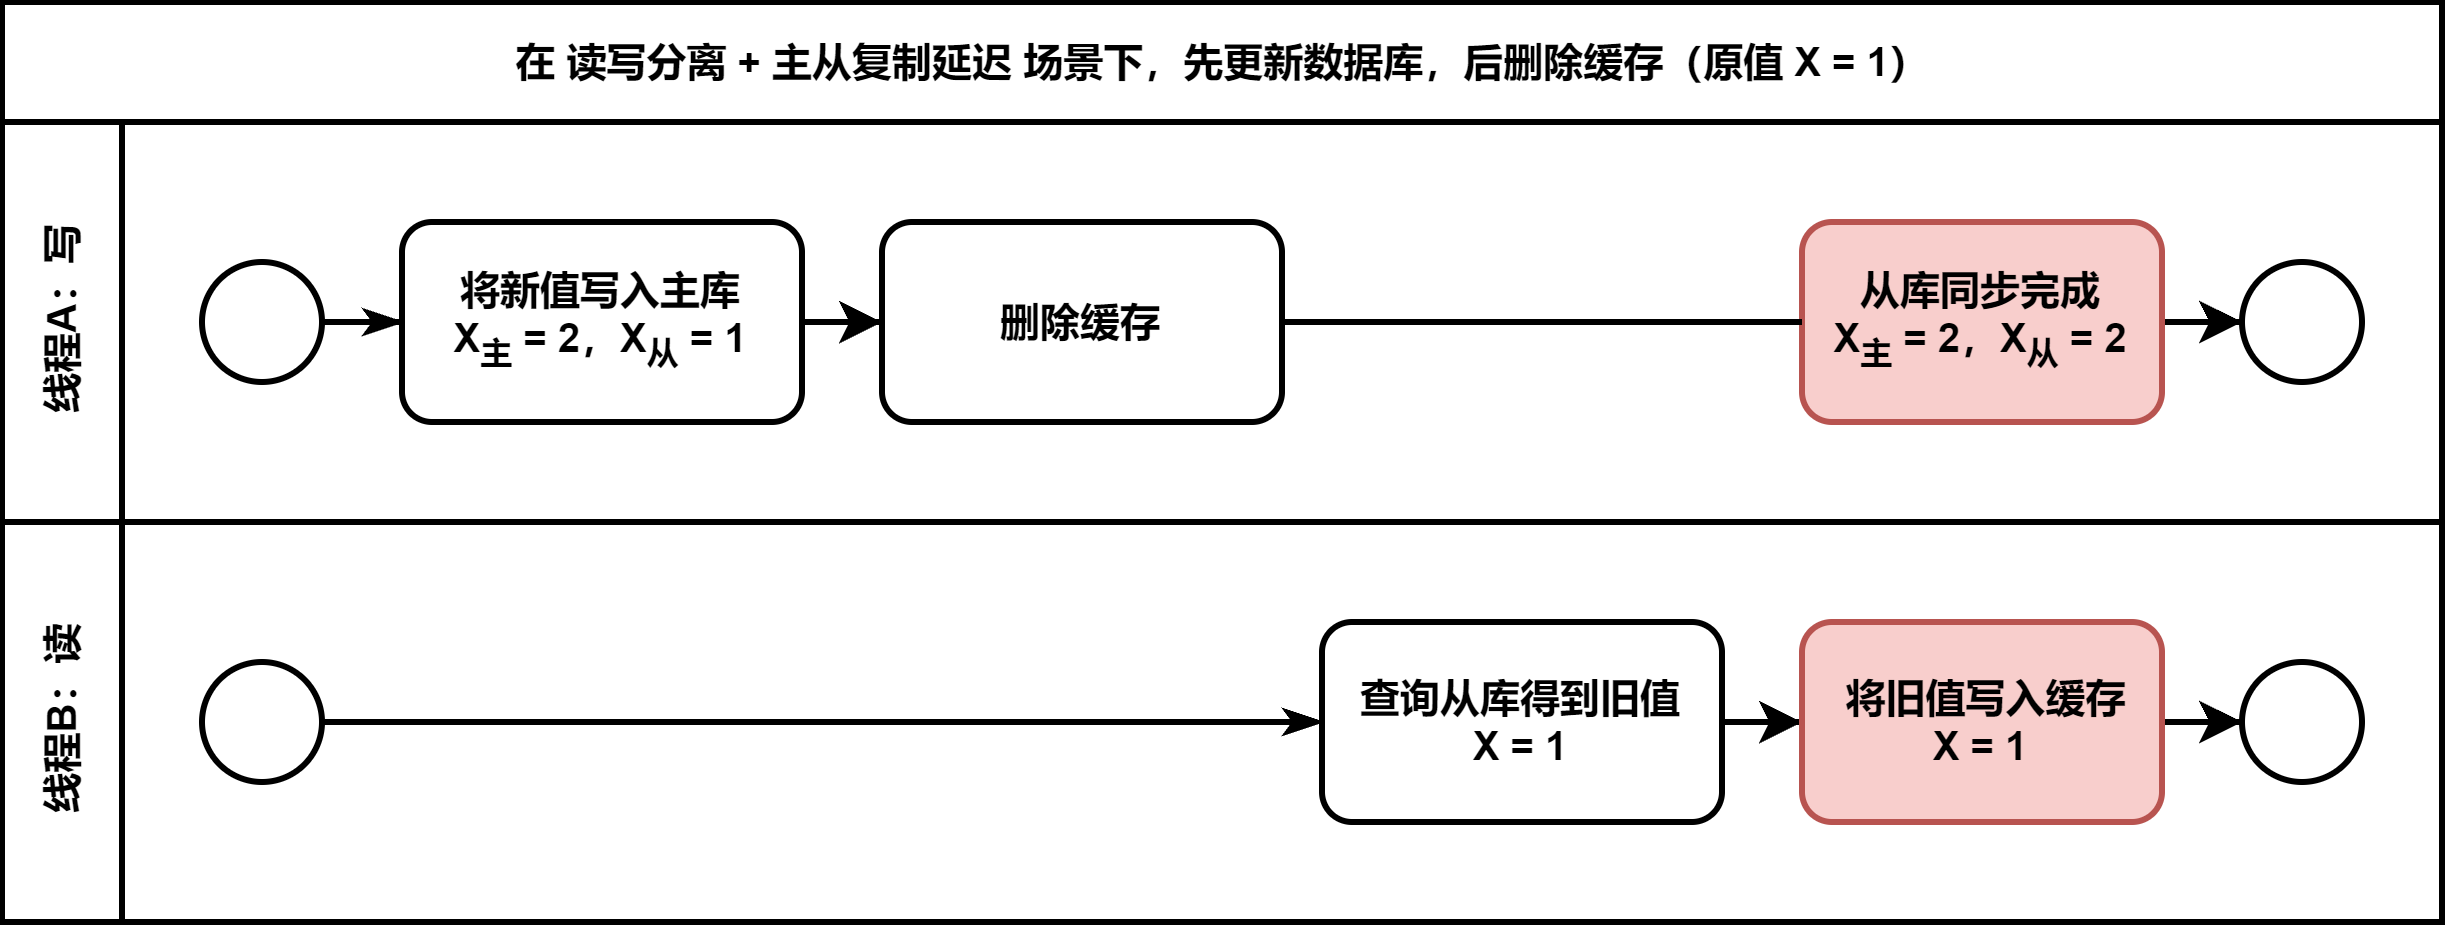 在 读写分离 + 主从复制延迟 场景下，先更新数据库，后删除缓存（原值 X = 1）
线程A：写
将新值写入主库
X主 = 2，X从 = 1
删除缓存
从库同步完成
X主 = 2，X从 = 2
线程B：读
查询从库得到旧值
X = 1
将旧值写入缓存
X = 1